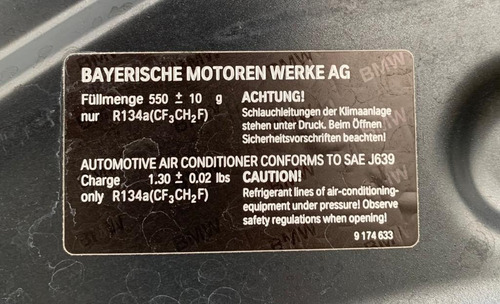 BAYERISCHE MOTOREN WERKE AG
Füllmenge 550 ± 10 g
nur R134a(CF₃CH₂F)
ACHTUNG!
Schlauchleitungen der Klimaanlage
stehen unter Druck. Beim Öffnen
Sicherheitsvorschriften beachten!
AUTOMOTIVE AIR CONDITIONER CONFORMS TO SAE J639
Charge 1.30 ± 0.02 lbs
only R134a(CF₃CH₂F)
CAUTION!
Refrigerant lines of air-conditioning-
equipment under pressure! Observe
safety regulations when opening!
9 174 633